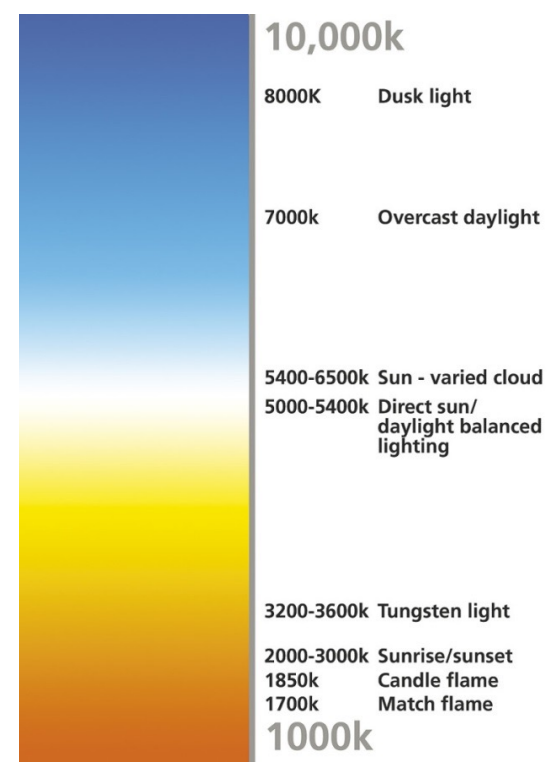 10,000k
8000K Dusk light
7000k Overcast daylight
5400-6500k Sun - varied cloud
5000-5400k Direct sun/
daylight balanced
lighting
3200-3600k Tungsten light
2000-3000k Sunrise/sunset
1850k Candle flame
1700k Match flame
1000k